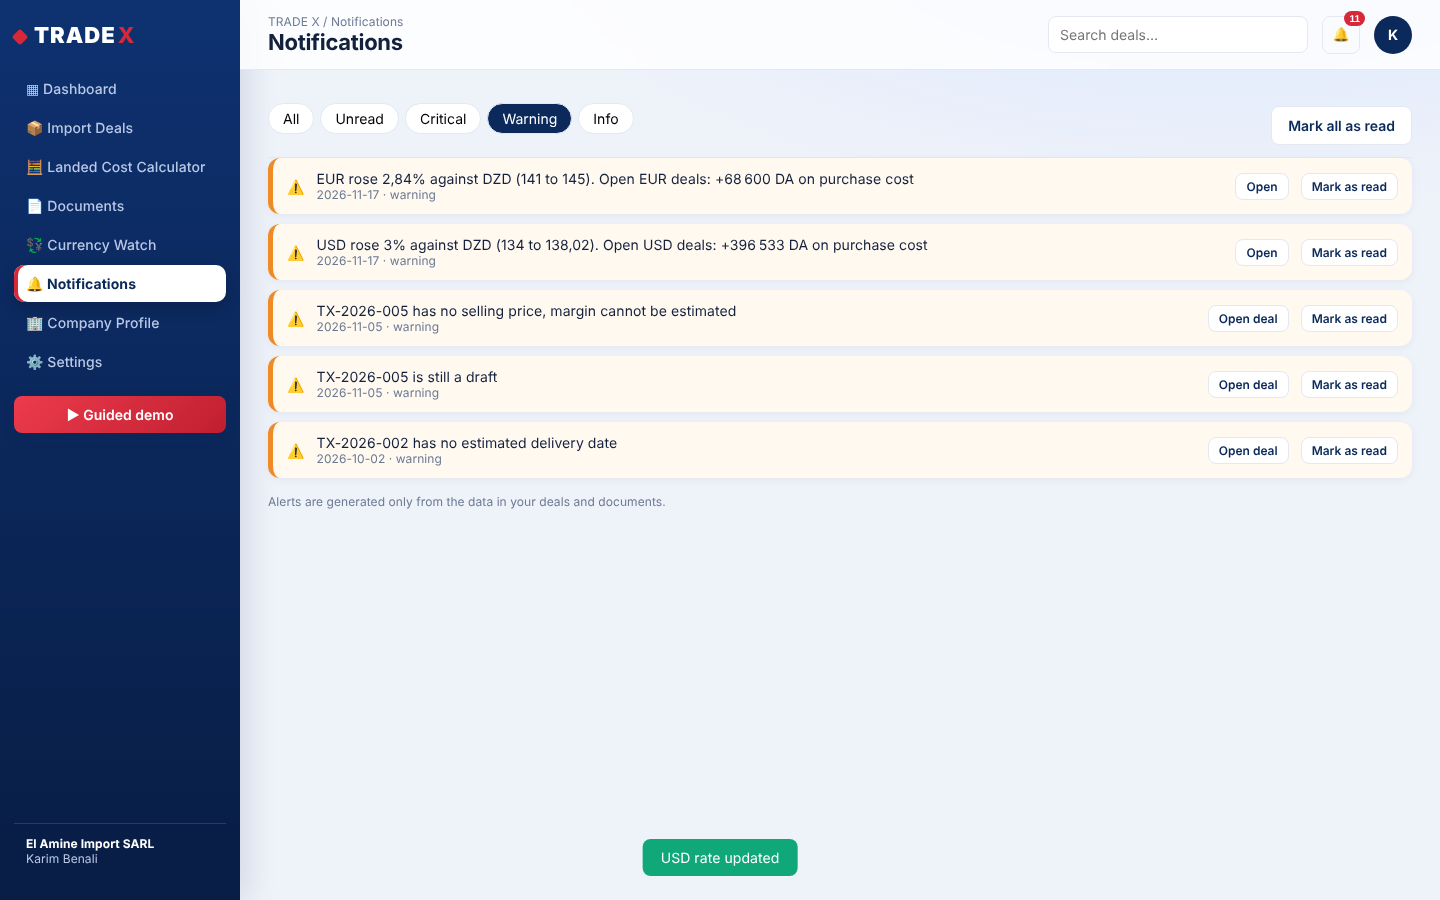 TRADE X
Dashboard
Import Deals
Landed Cost Calculator
Documents
Currency Watch
Notifications
Company Profile
Settings
▶ Guided demo
El Amine Import SARL
Karim Benali
TRADE X / Notifications
Notifications
Search deals...
11
K
All
Unread
Critical
Warning
Info
Mark all as read
EUR rose 2,84% against DZD (141 to 145). Open EUR deals: +68 600 DA on purchase cost
2026-11-17 · warning
Open
Mark as read
USD rose 3% against DZD (134 to 138,02). Open USD deals: +396 533 DA on purchase cost
2026-11-17 · warning
Open
Mark as read
TX-2026-005 has no selling price, margin cannot be estimated
2026-11-05 · warning
Open deal
Mark as read
TX-2026-005 is still a draft
2026-11-05 · warning
Open deal
Mark as read
TX-2026-002 has no estimated delivery date
2026-10-02 · warning
Open deal
Mark as read
Alerts are generated only from the data in your deals and documents.
USD rate updated